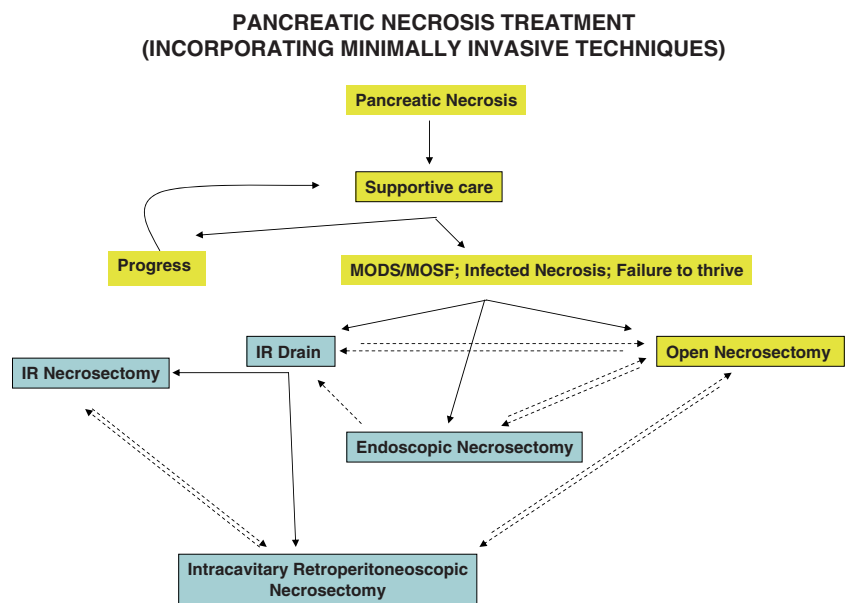 PANCREATIC NECROSIS TREATMENT
(INCORPORATING MINIMALLY INVASIVE TECHNIQUES)
Pancreatic Necrosis
Supportive care
Progress
MODS/MOSF; Infected Necrosis; Failure to thrive
IR Drain
Open Necrosectomy
IR Necrosectomy
Endoscopic Necrosectomy
Intracavitary Retroperitoneoscopic
Necrosectomy